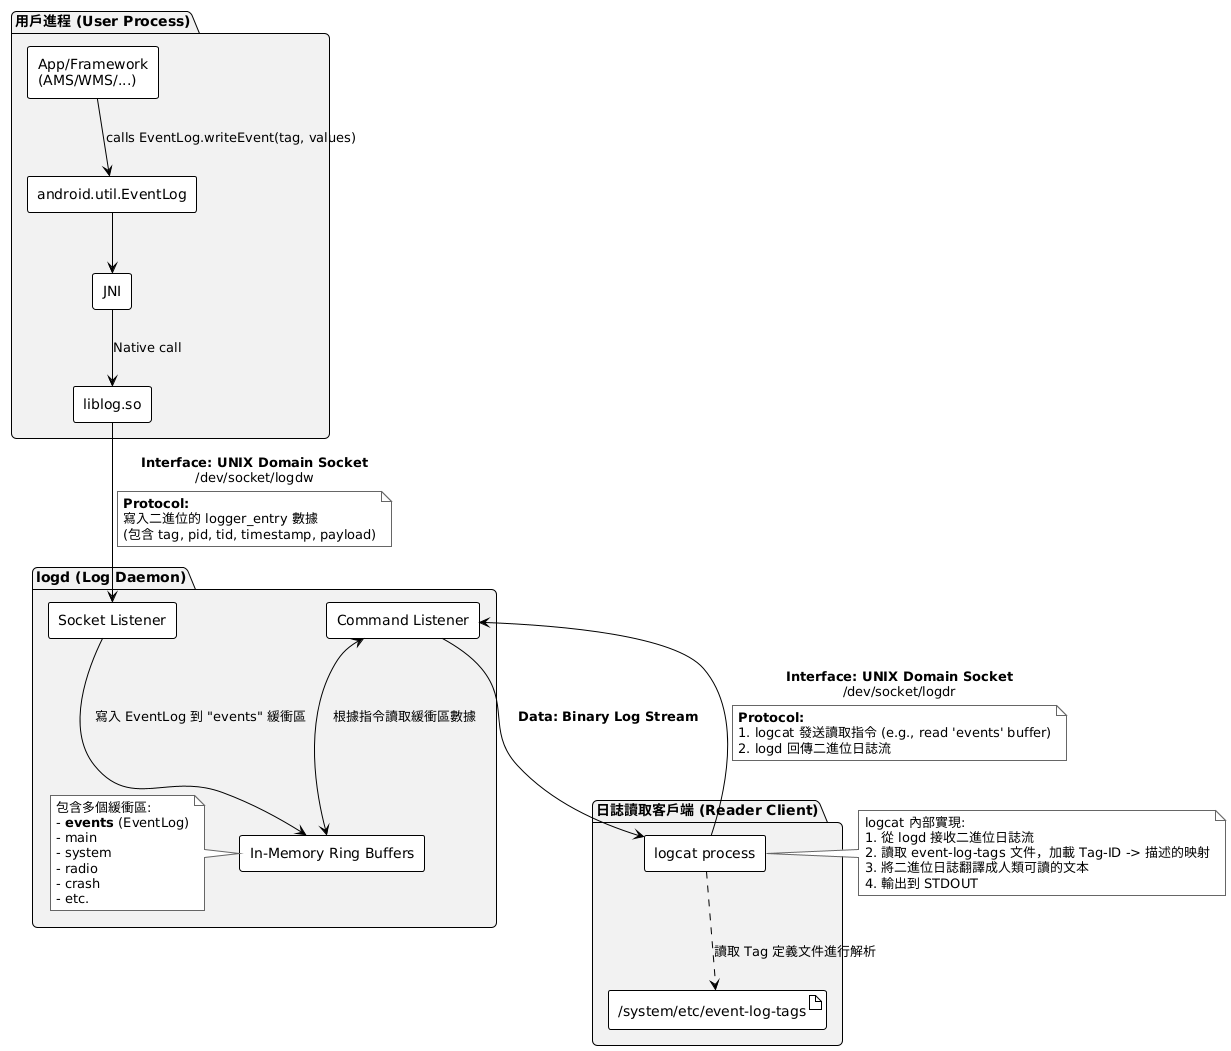 用戶進程 (User Process)
App/Framework
(AMS/WMS/...)
calls EventLog.writeEvent(tag, values)
android.util.EventLog
JNI
Native call
liblog.so
Interface: UNIX Domain Socket
/dev/socket/logdw
Protocol:
寫入二進位的 logger_entry 數據
(包含 tag, pid, tid, timestamp, payload)
logd (Log Daemon)
Socket Listener
Command Listener
寫入 EventLog 到 "events" 緩衝區
根據指令讀取緩衝區數據
Data: Binary Log Stream
Interface: UNIX Domain Socket
/dev/socket/logdr
Protocol:
1. logcat 發送讀取指令 (e.g., read 'events' buffer)
2. logd 回傳二進位日誌流
包含多個緩衝區:
- events (EventLog)
- main
- system
- radio
- crash
- etc.
In-Memory Ring Buffers
日誌讀取客戶端 (Reader Client)
logcat process
logcat 內部實現:
1. 從 logd 接收二進位日誌流
2. 讀取 event-log-tags 文件，加載 Tag-ID -> 描述的映射
3. 將二進位日誌翻譯成人類可讀的文本
4. 輸出到 STDOUT
讀取 Tag 定義文件進行解析
/system/etc/event-log-tags